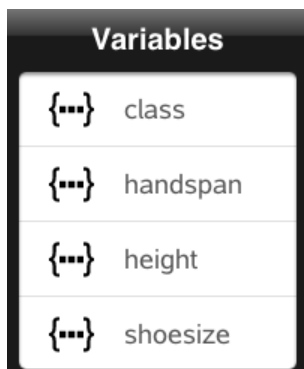 Variables
{...} class
{...} handspan
{...} height
{...} shoesize